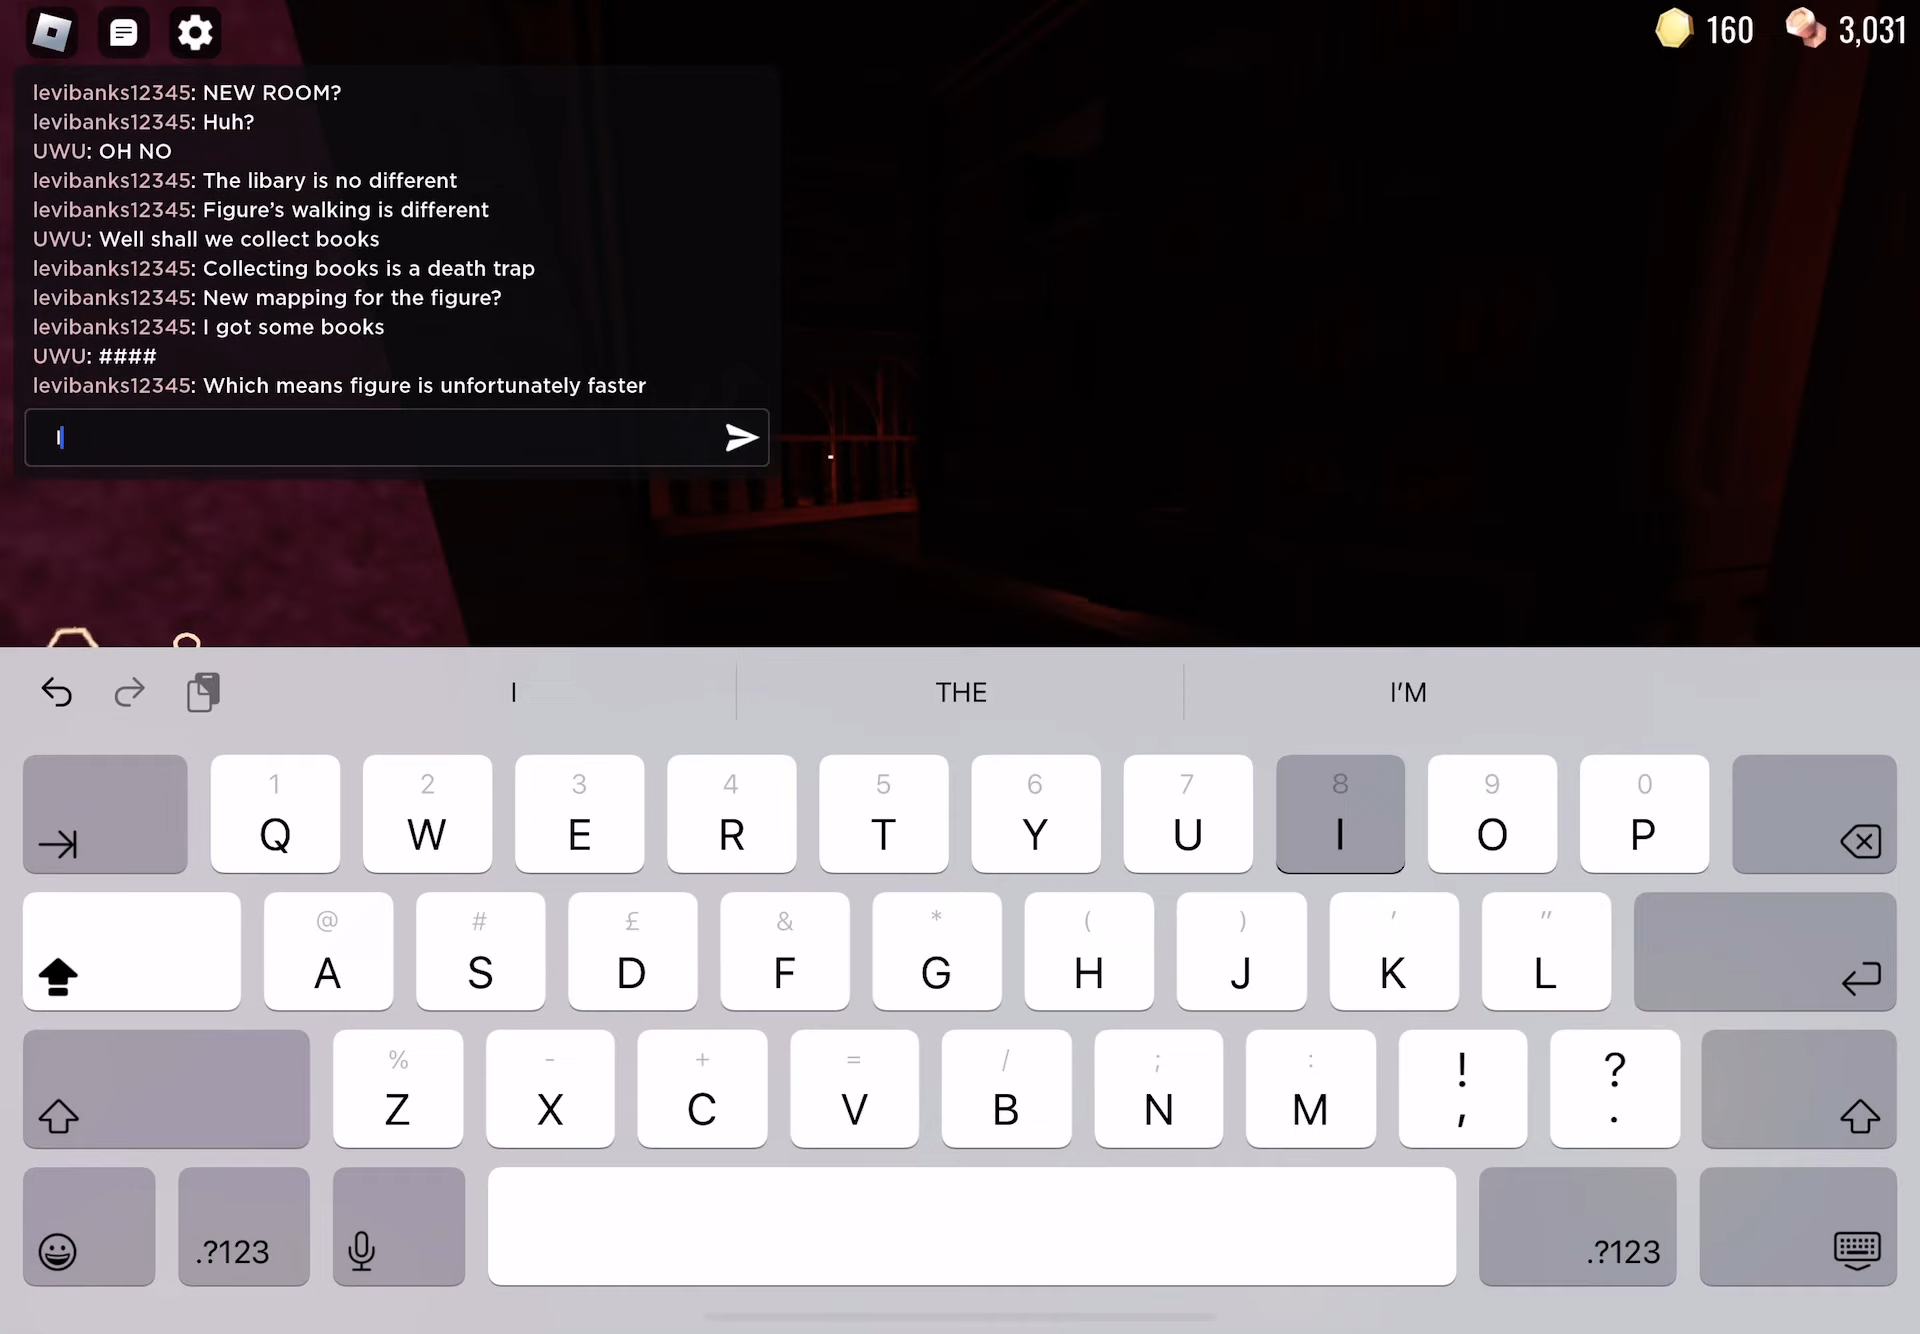 160 3,031
levibanks12345: NEW ROOM?
levibanks12345: Huh?
UWU: OH NO
levibanks12345: The libary is no different
levibanks12345: Figure’s walking is different
UWU: Well shall we collect books
levibanks12345: Collecting books is a death trap
levibanks12345: New mapping for the figure?
levibanks12345: I got some books
UWU: ####
levibanks12345: Which means figure is unfortunately faster
I
I THE I'M
1 2 3 4 5 6 7 8 9 0
Q W E R T Y U I O P
@ # £ & * ( ) ' "
A S D F G H J K L
% - + = / ; : ! ?
Z X C V B N M , .
.?123 .?123